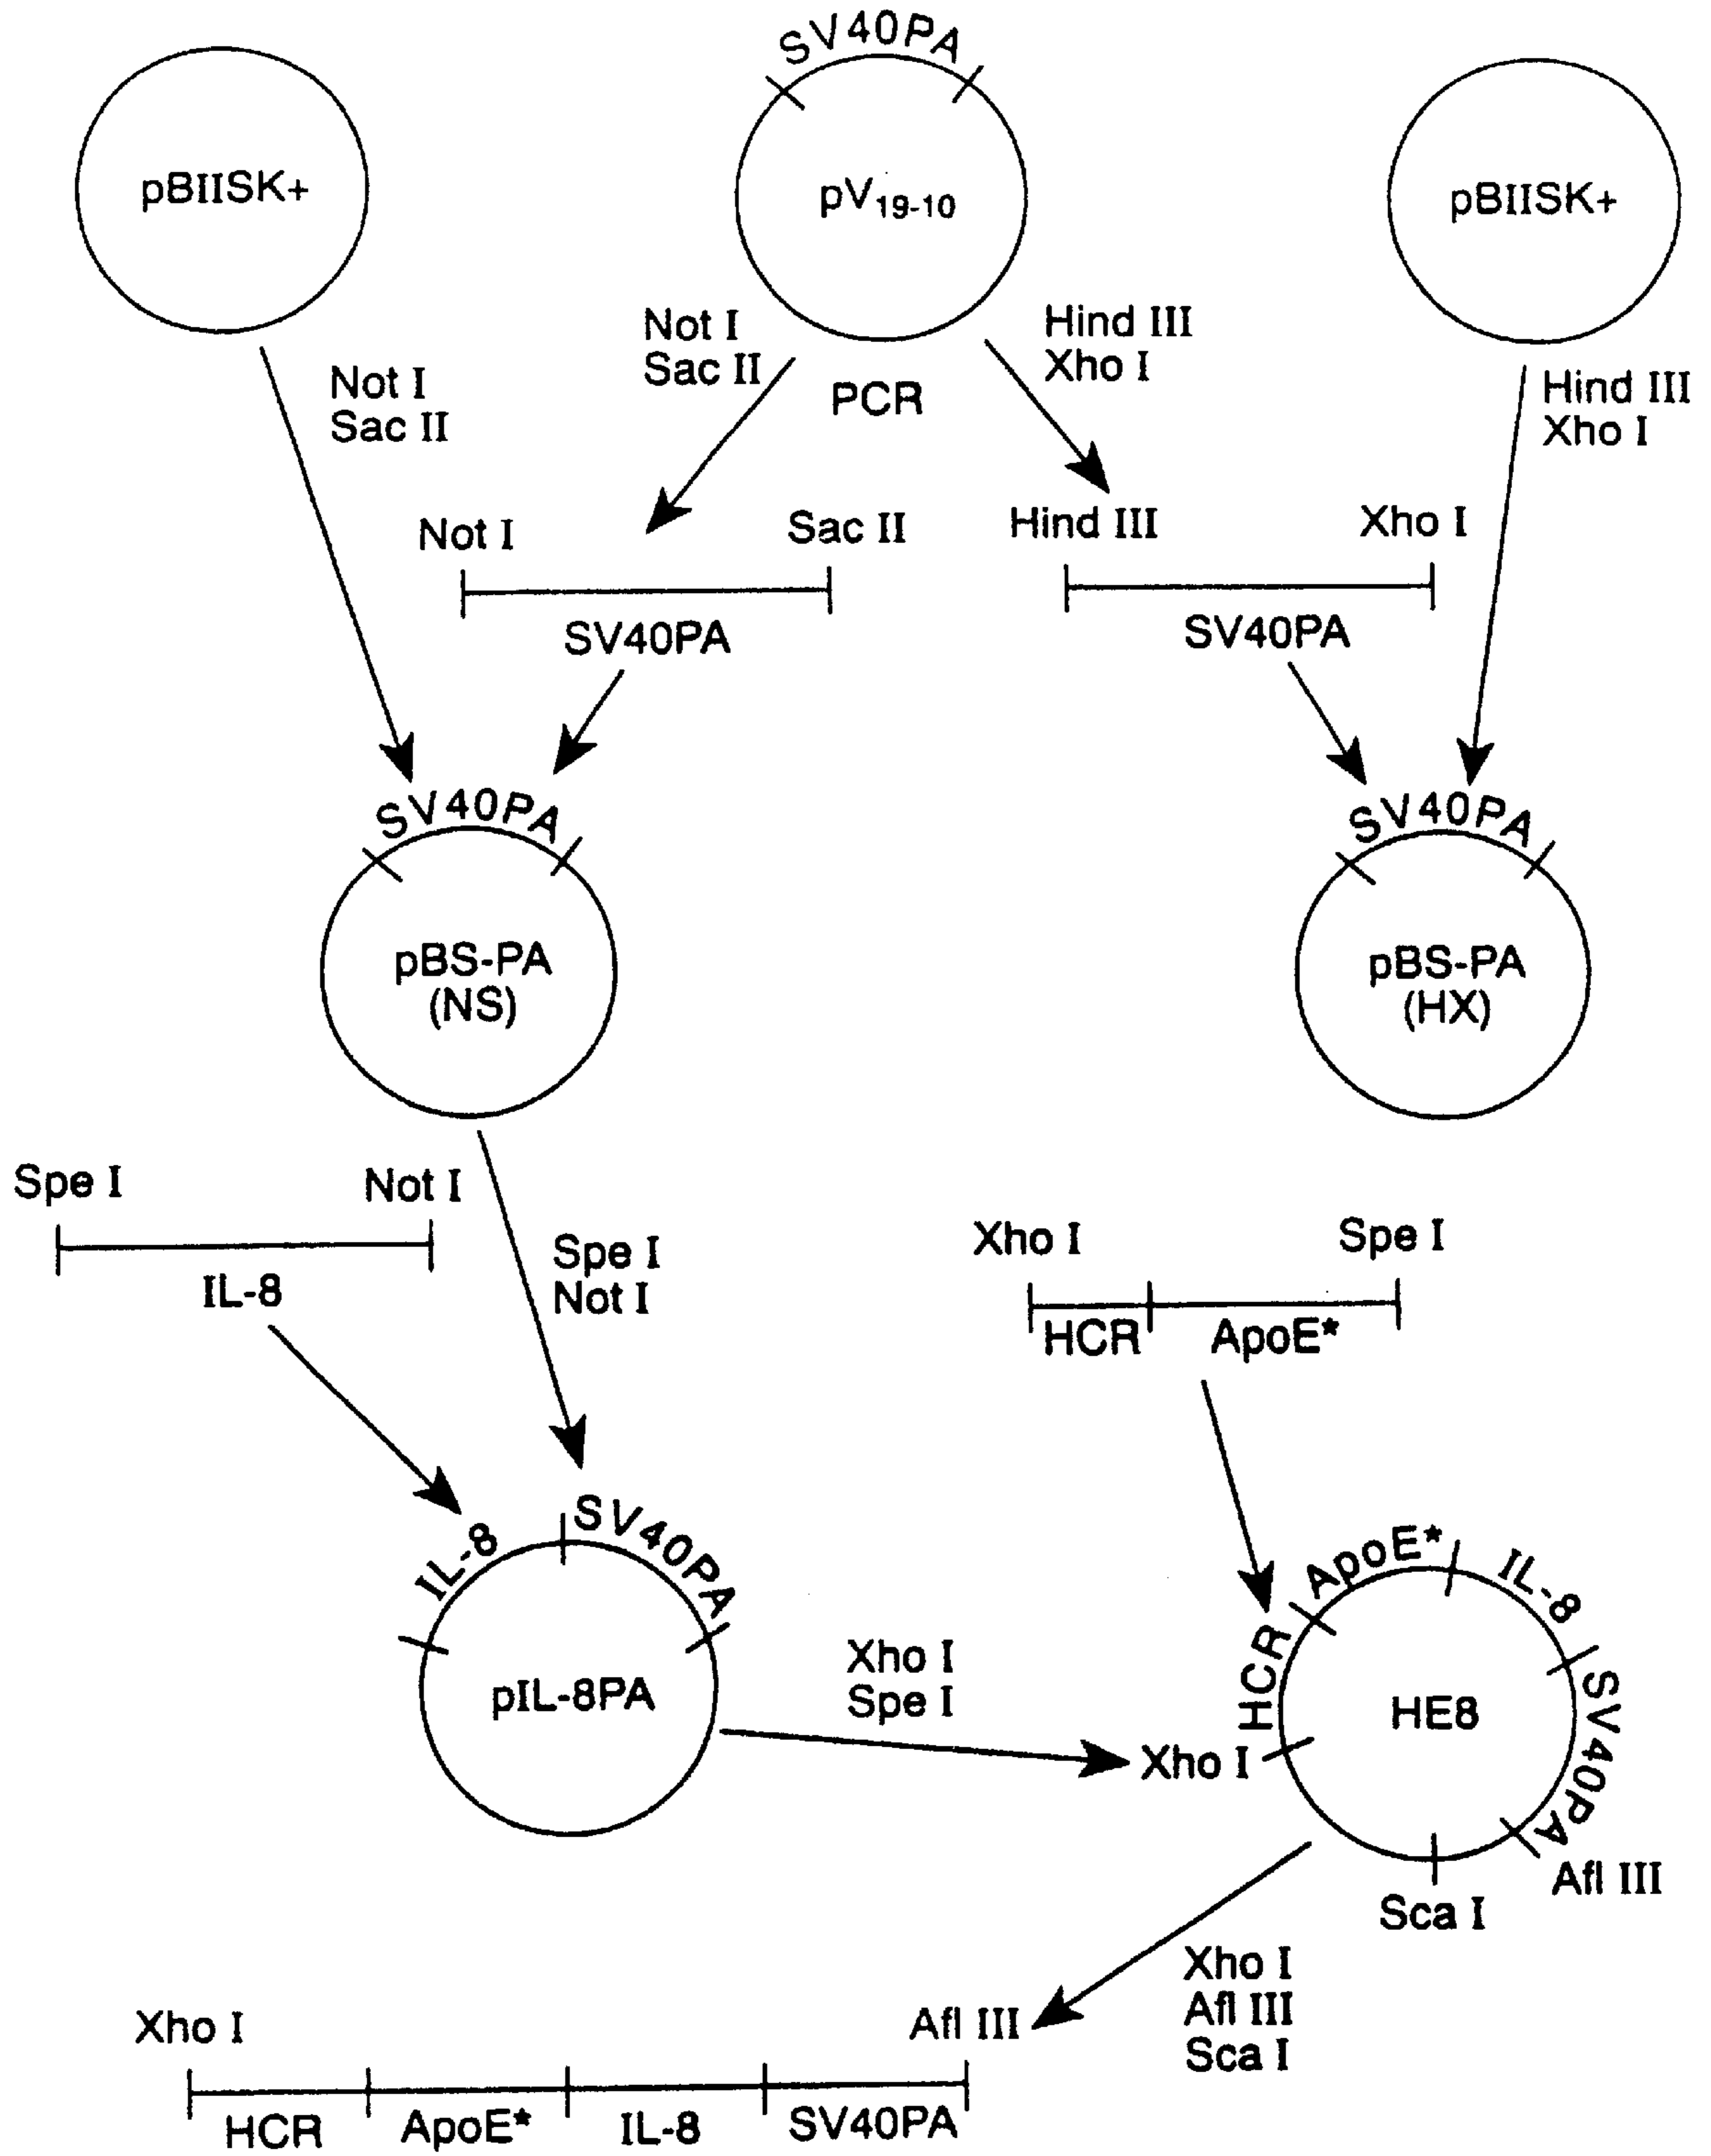 SV40PA
pBIISK+
pV19-10
pBIISK+
Not I
Sac II
Hind III
Xho I
PCR
Not I
Sac II
Hind III
Xho I
Not I
Sac II
Hind III
Xho I
SV40PA
SV40PA
SV40PA
SV40PA
pBS-PA
(NS)
pBS-PA
(HX)
Spe I
Not I
IL-8
Spe I
Not I
Xho I
Spe I
HCR
ApoE*
IL-8
SV40PA
pIL-8PA
Xho I
Spe I
Xho I
HCR
ApoE*
IL-8
SV40PA
HE8
Afl III
Sca I
Xho I
Afl III
Sca I
Xho I
Afl III
HCR
ApoE*
IL-8
SV40PA